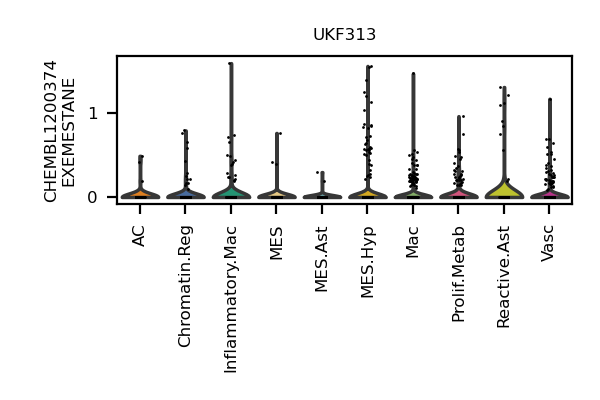 UKF313
CHEMBL1200374
EXEMESTANE
1
0
AC
Chromatin.Reg
Inflammatory.Mac
MES
MES.Ast
MES.Hyp
Mac
Prolif.Metab
Reactive.Ast
Vasc